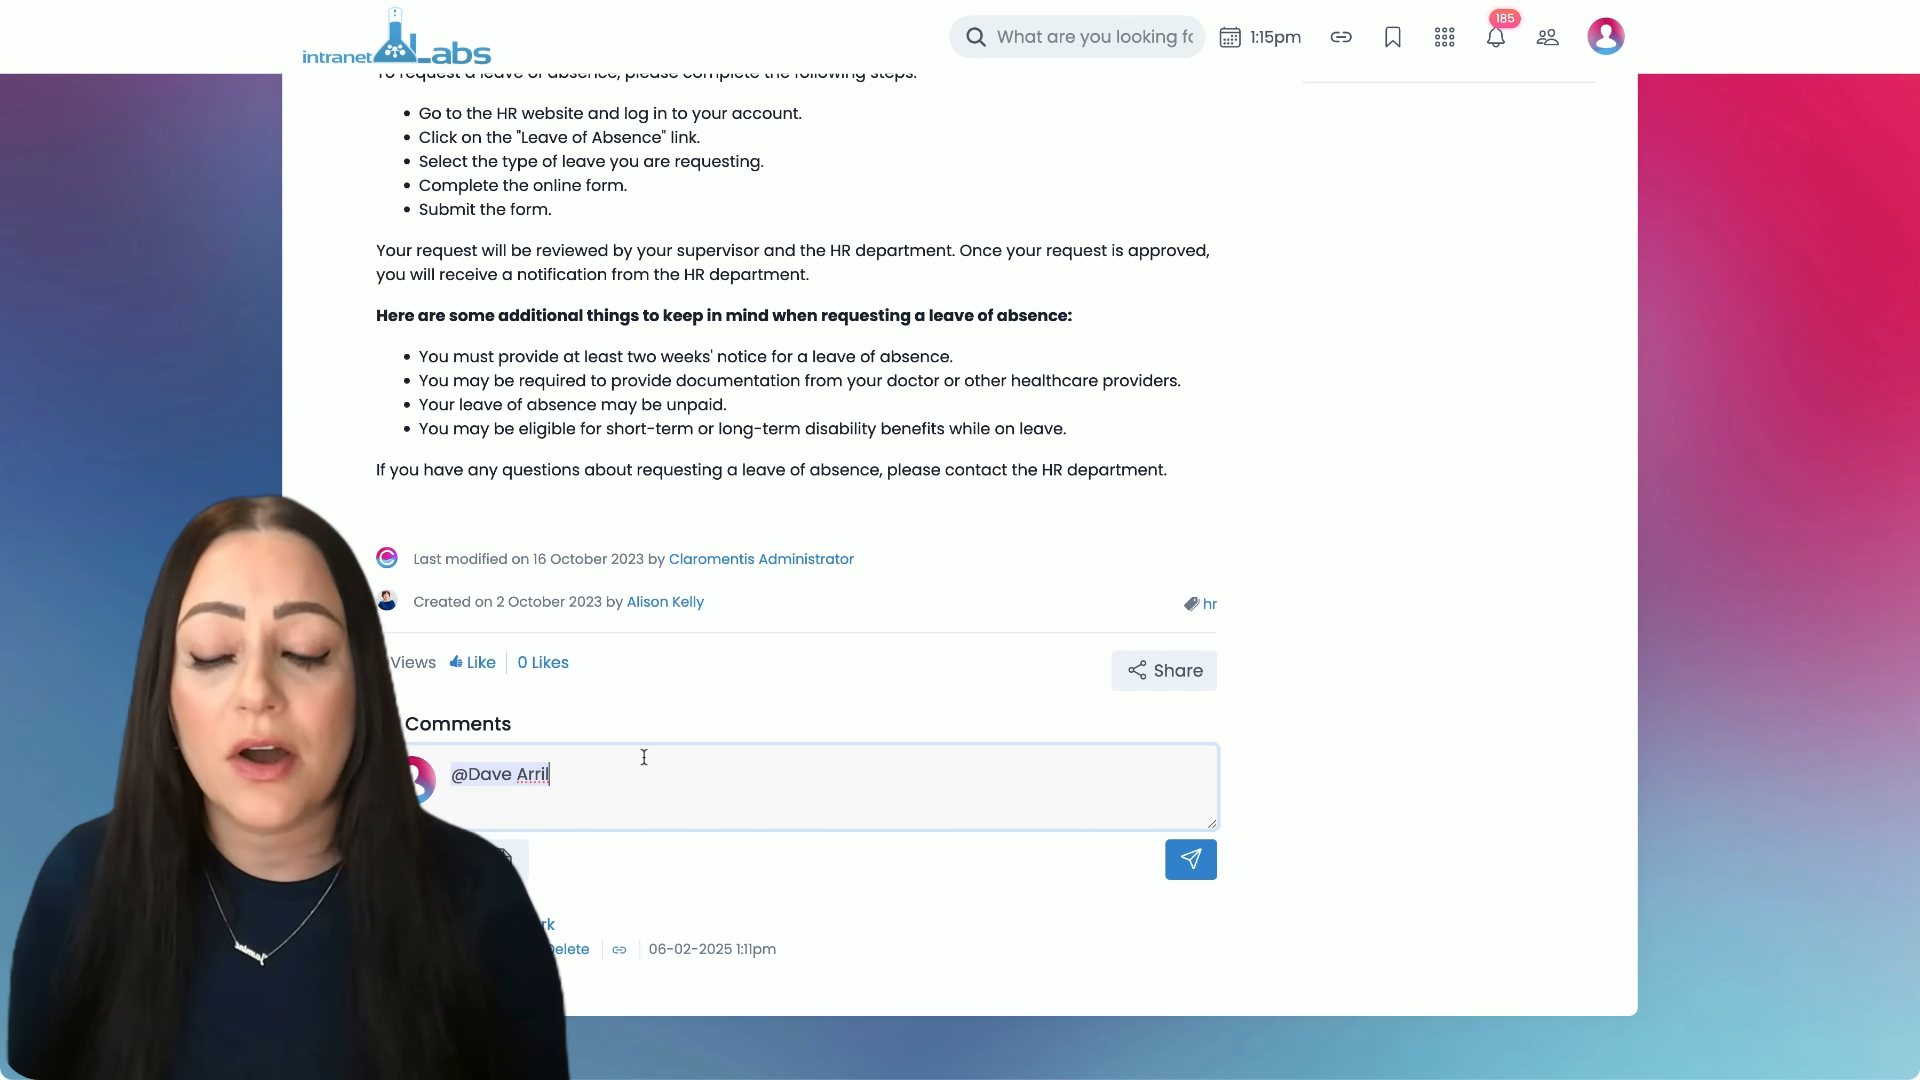 intranet Labs
What are you looking fo
1:15pm
185
To request a leave of absence, please complete the following steps:
Go to the HR website and log in to your account.
Click on the "Leave of Absence" link.
Select the type of leave you are requesting.
Complete the online form.
Submit the form.
Your request will be reviewed by your supervisor and the HR department. Once your request is approved,
you will receive a notification from the HR department.
Here are some additional things to keep in mind when requesting a leave of absence:
You must provide at least two weeks' notice for a leave of absence.
You may be required to provide documentation from your doctor or other healthcare providers.
Your leave of absence may be unpaid.
You may be eligible for short-term or long-term disability benefits while on leave.
If you have any questions about requesting a leave of absence, please contact the HR department.
Last modified on 16 October 2023 by Claromentis Administrator
Created on 2 October 2023 by Alison Kelly
hr
Views Like 0 Likes
Share
Comments
@Dave Arril
rk
Delete 06-02-2025 1:11pm